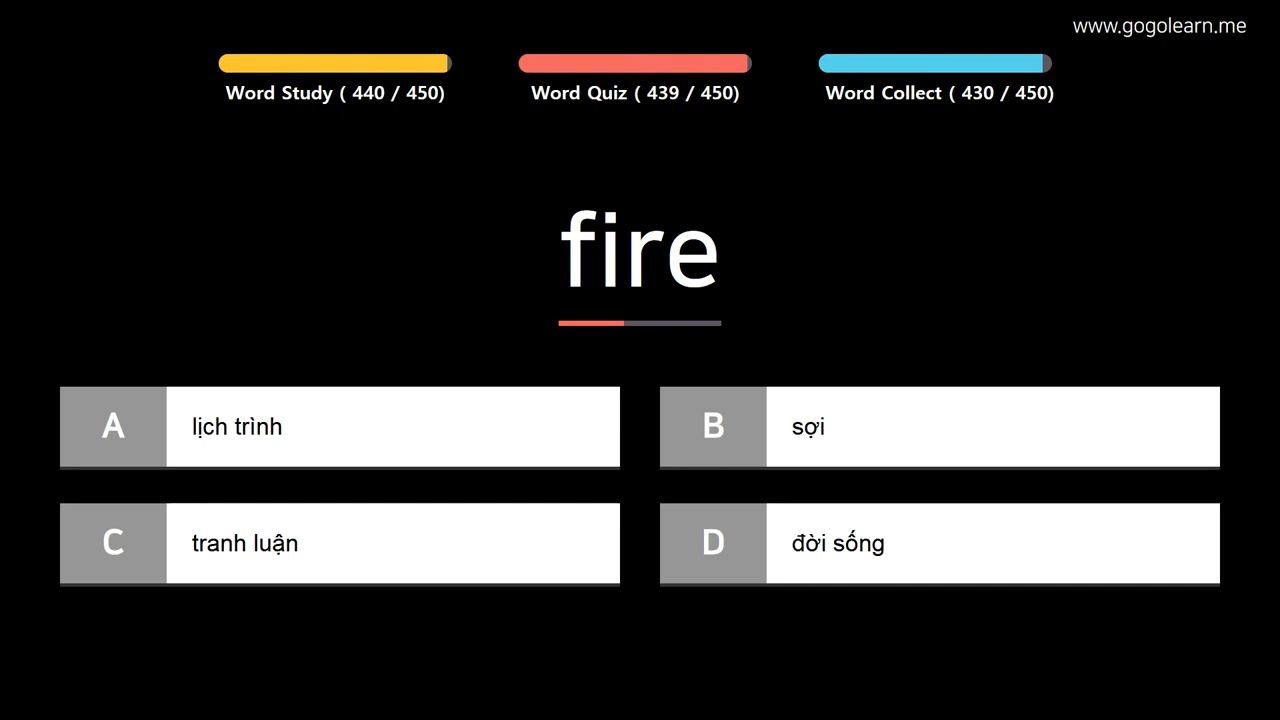 www.gogolearn.me
Word Study ( 440 / 450)
Word Quiz ( 439 / 450)
Word Collect ( 430 / 450)
fire
A lịch trình
B sợi
C tranh luận
D đời sống